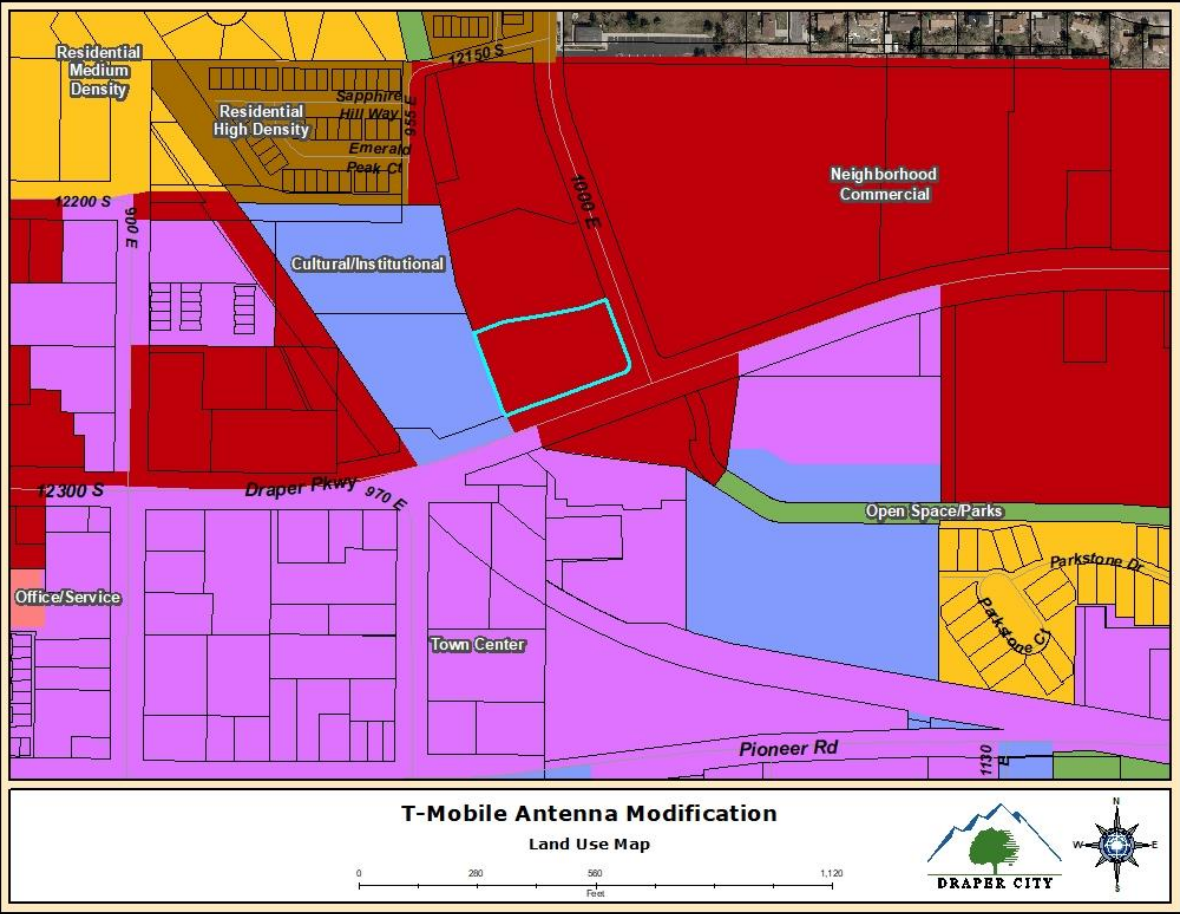 12150 S
Residential
Medium
Density
Sapphire
Hill Way
955 E
Residential
High Density
Emerald
Peak Ct
Neighborhood
Commercial
1000 E
12200 S
900 E
Cultural/Institutional
12300 S
Draper Pkwy
970 E
Open Space/Parks
Parkstone Dr
Parkstone Ct
Office/Service
Town Center
Pioneer Rd
1130
E
T-Mobile Antenna Modification
Land Use Map
0 280 560 1,120
Feet
DRAPER CITY
N
W E
S